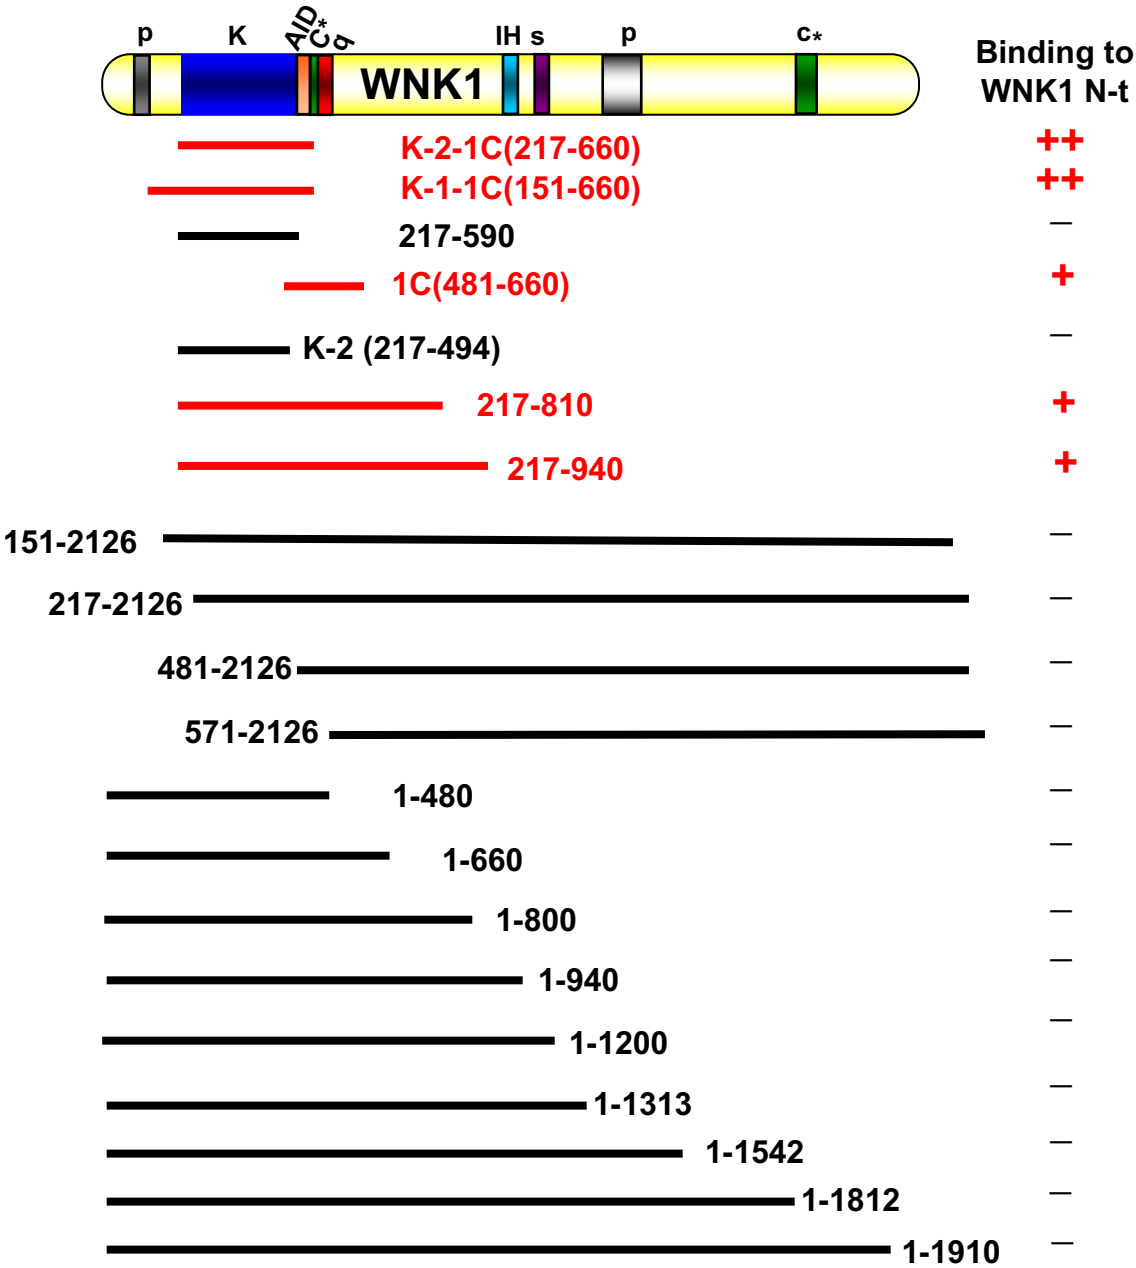 p K AID C* q IH s p c*
WNK1
Binding to
WNK1 N-t
K-2-1C(217-660) ++
K-1-1C(151-660) ++
217-590 –
1C(481-660) +
K-2 (217-494) –
217-810 +
217-940 +
151-2126 –
217-2126 –
481-2126 –
571-2126 –
1-480 –
1-660 –
1-800 –
1-940 –
1-1200 –
1-1313 –
1-1542 –
1-1812 –
1-1910 –